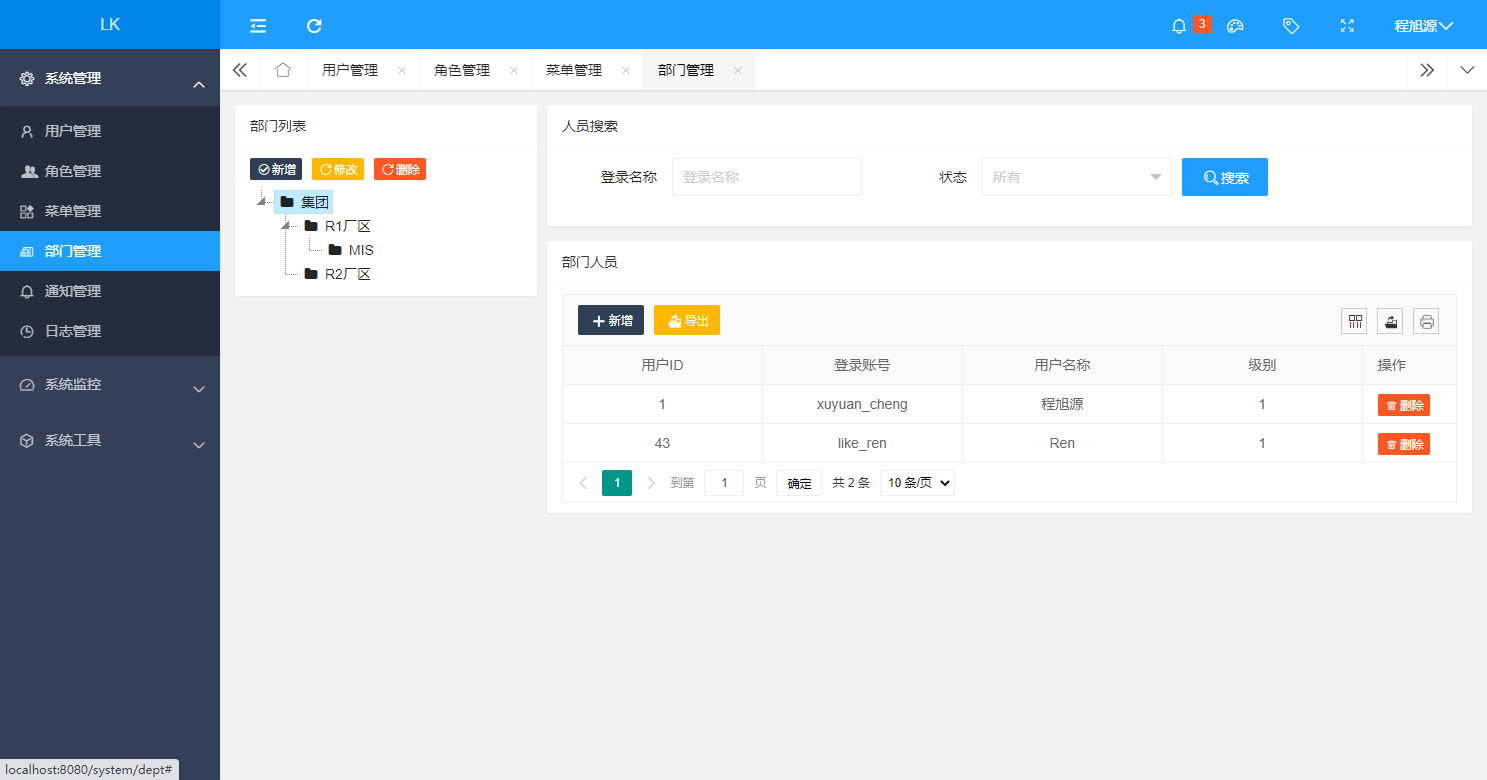 LK
3
程旭源
系统管理
用户管理
角色管理
菜单管理
部门管理
通知管理
日志管理
系统监控
系统工具
用户管理 角色管理 菜单管理 部门管理
部门列表
新增 修改 删除
集团
R1厂区
MIS
R2厂区
人员搜索
登录名称 登录名称 状态 所有 搜索
部门人员
新增 导出
用户ID 登录账号 用户名称 级别 操作
1 xuyuan_cheng 程旭源 1 删除
43 like_ren Ren 1 删除
1 到第 1 页 确定 共 2 条 10 条/页
localhost:8080/system/dept#